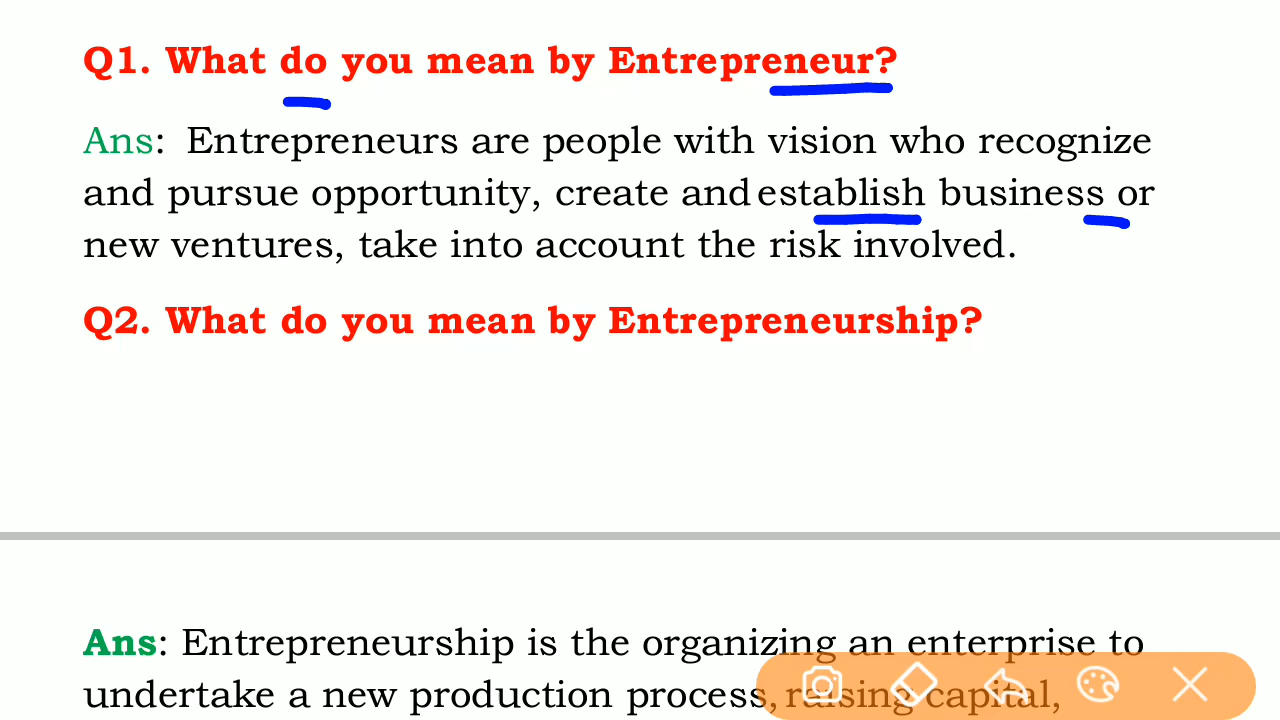 Q1. What do you mean by Entrepreneur?
Ans: Entrepreneurs are people with vision who recognize
and pursue opportunity, create and establish business or
new ventures, take into account the risk involved.
Q2. What do you mean by Entrepreneurship?
Ans: Entrepreneurship is the organizing an enterprise to
undertake a new production process, raising capital,